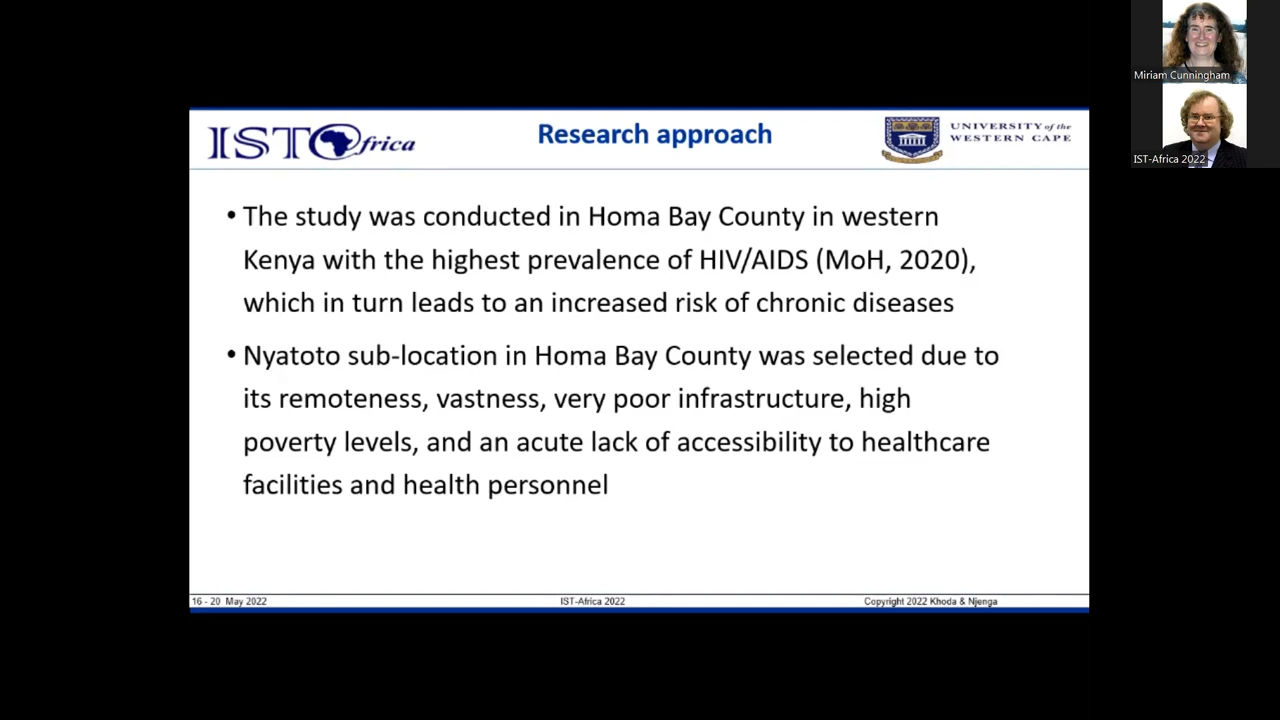 ISTAfrica
Research approach
UNIVERSITY of the
WESTERN CAPE
• The study was conducted in Homa Bay County in western
Kenya with the highest prevalence of HIV/AIDS (MoH, 2020),
which in turn leads to an increased risk of chronic diseases
• Nyatoto sub-location in Homa Bay County was selected due to
its remoteness, vastness, very poor infrastructure, high
poverty levels, and an acute lack of accessibility to healthcare
facilities and health personnel
16 - 20 May 2022
IST-Africa 2022
Copyright 2022 Khoda & Njenga
Miriam Cunningham
IST-Africa 2022